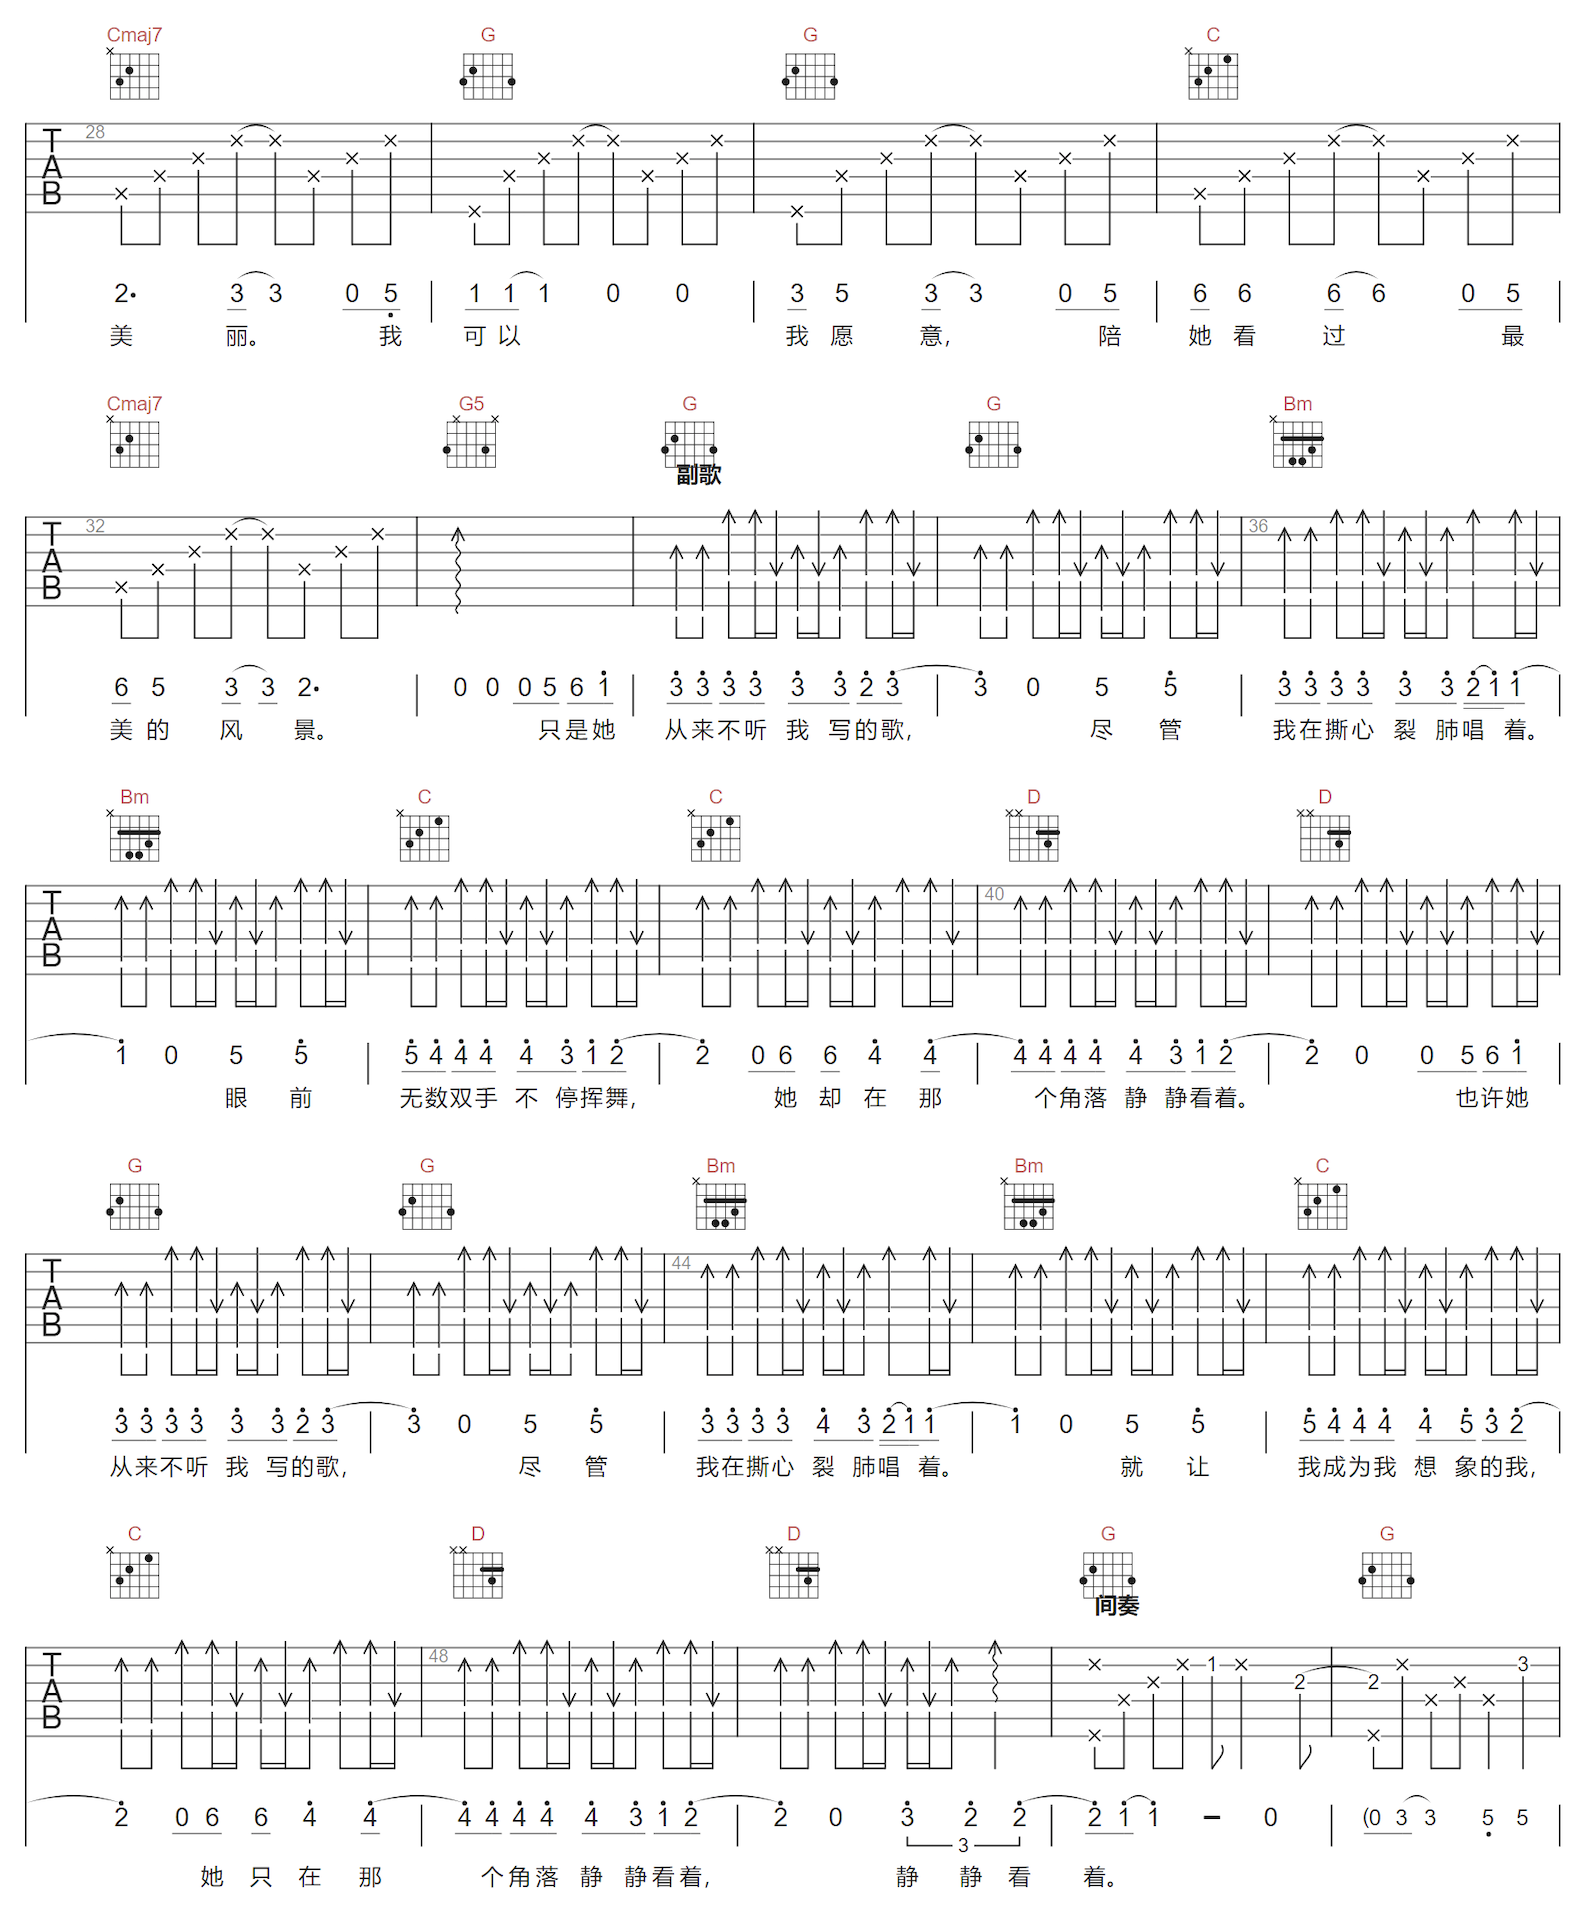 Cmaj7 G G C
28
2· 3 3 0 5 | 1 1 1 0 0 | 3 5 3 3 0 5 | 6 6 6 6 0 5
美 丽。 我 可 以 我 愿 意, 陪 她 看 过 最
Cmaj7 G5 G G Bm
副歌
32 36
6 5 3 3 2· | 0 0 0 5 6 1 | 3 3 3 3 3 3 2 3 | 3 0 5 5 | 3 3 3 3 3 3 2 1 1
美 的 风 景。 只是她 从来不听 我 写的歌, 尽 管 我在撕心 裂 肺唱 着。
Bm C C D D
40
1 0 5 5 | 5 4 4 4 4 3 1 2 | 2 0 6 6 4 4 | 4 4 4 4 4 3 1 2 | 2 0 0 5 6 1
眼 前 无数双手 不 停挥舞, 她 却 在 那 个角落 静 静看着。 也许她
G G Bm Bm C
44
3 3 3 3 3 3 2 3 | 3 0 5 5 | 3 3 3 3 4 3 2 1 1 | 1 0 5 5 | 5 4 4 4 4 5 3 2
从来不听 我 写的歌, 尽 管 我在撕心 裂 肺唱 着。 就 让 我成为我 想 象的我,
C D D G G
间奏
48
1 2 2 3
2 0 6 6 4 4 | 4 4 4 4 4 3 1 2 | 2 0 3 2 2 | 2 1 1 – 0 | (0 3 3 5 5
3
她 只 在 那 个角落 静 静看着, 静 静 看 着。